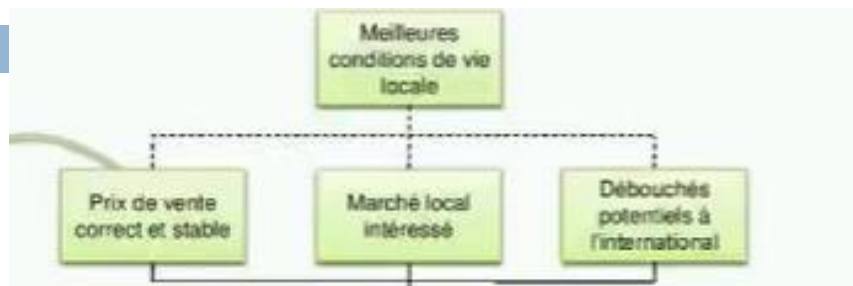 Meilleures
conditions de vie
locale
Prix de vente
correct et stable
Marché local
intéressé
Débouchés
potentiels à
l'international